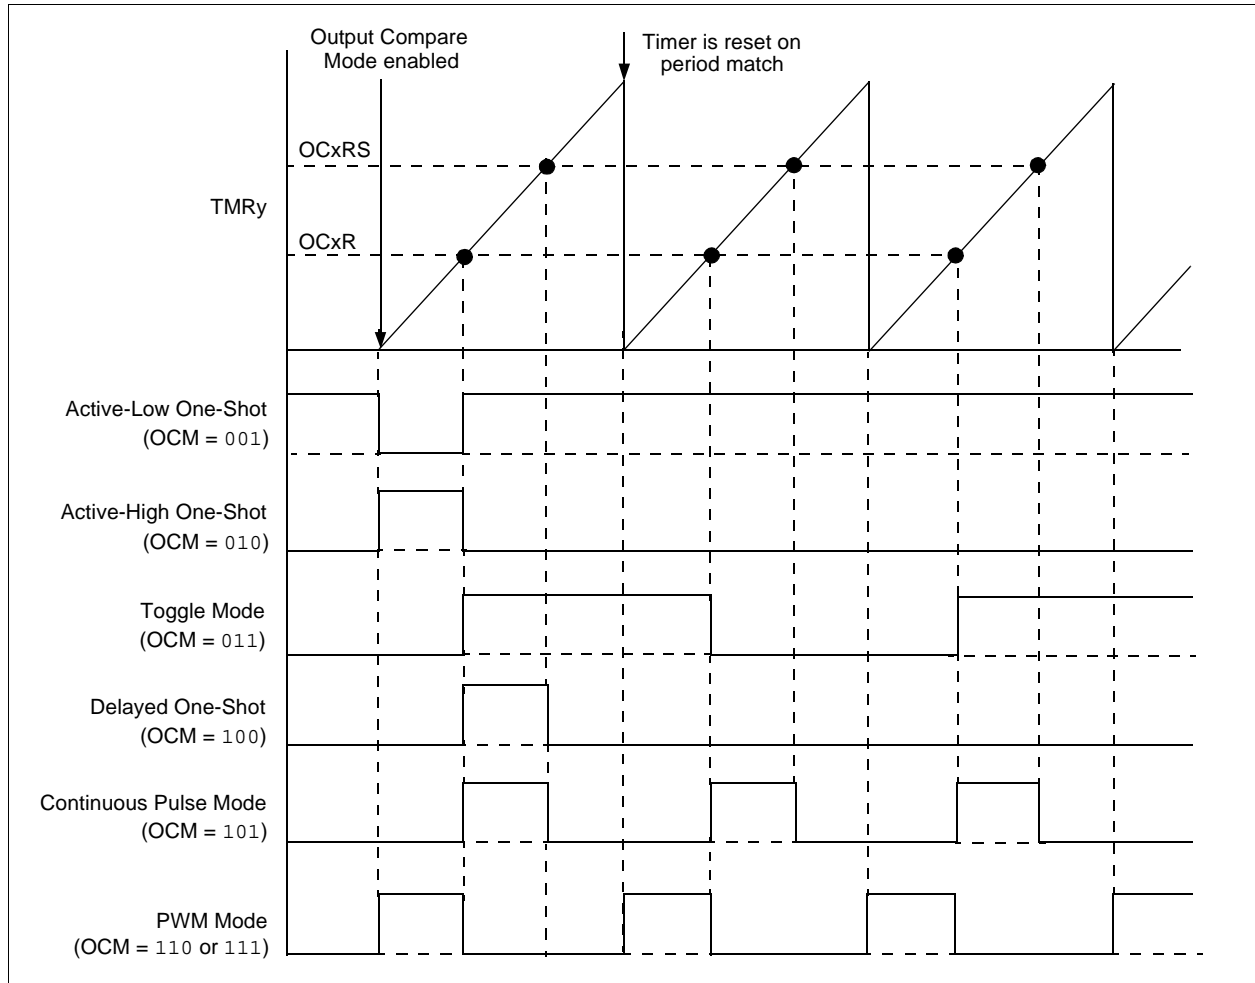 Output Compare
Mode enabled
Timer is reset on
period match
OCxRS
TMRy
OCxR
Active-Low One-Shot
(OCM = 001)
Active-High One-Shot
(OCM = 010)
Toggle Mode
(OCM = 011)
Delayed One-Shot
(OCM = 100)
Continuous Pulse Mode
(OCM = 101)
PWM Mode
(OCM = 110 or 111)